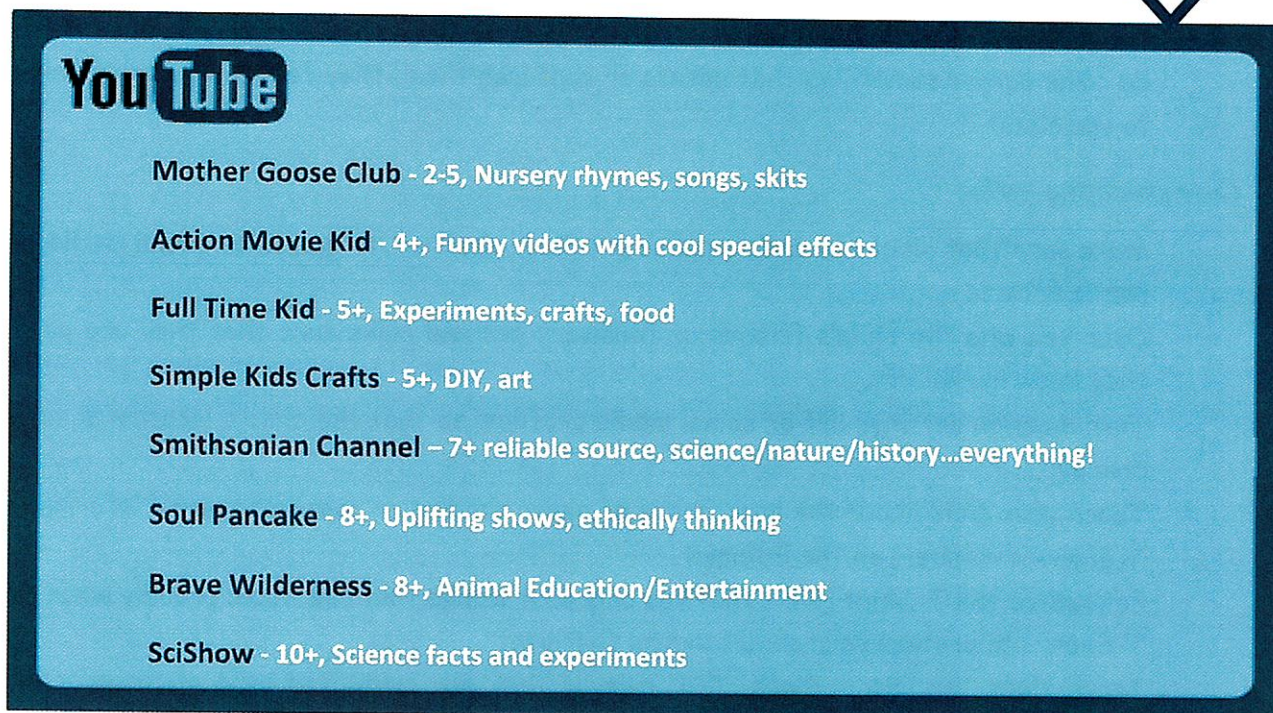 YouTube
Mother Goose Club - 2-5, Nursery rhymes, songs, skits
Action Movie Kid - 4+, Funny videos with cool special effects
Full Time Kid - 5+, Experiments, crafts, food
Simple Kids Crafts - 5+, DIY, art
Smithsonian Channel – 7+ reliable source, science/nature/history...everything!
Soul Pancake - 8+, Uplifting shows, ethically thinking
Brave Wilderness - 8+, Animal Education/Entertainment
SciShow - 10+, Science facts and experiments